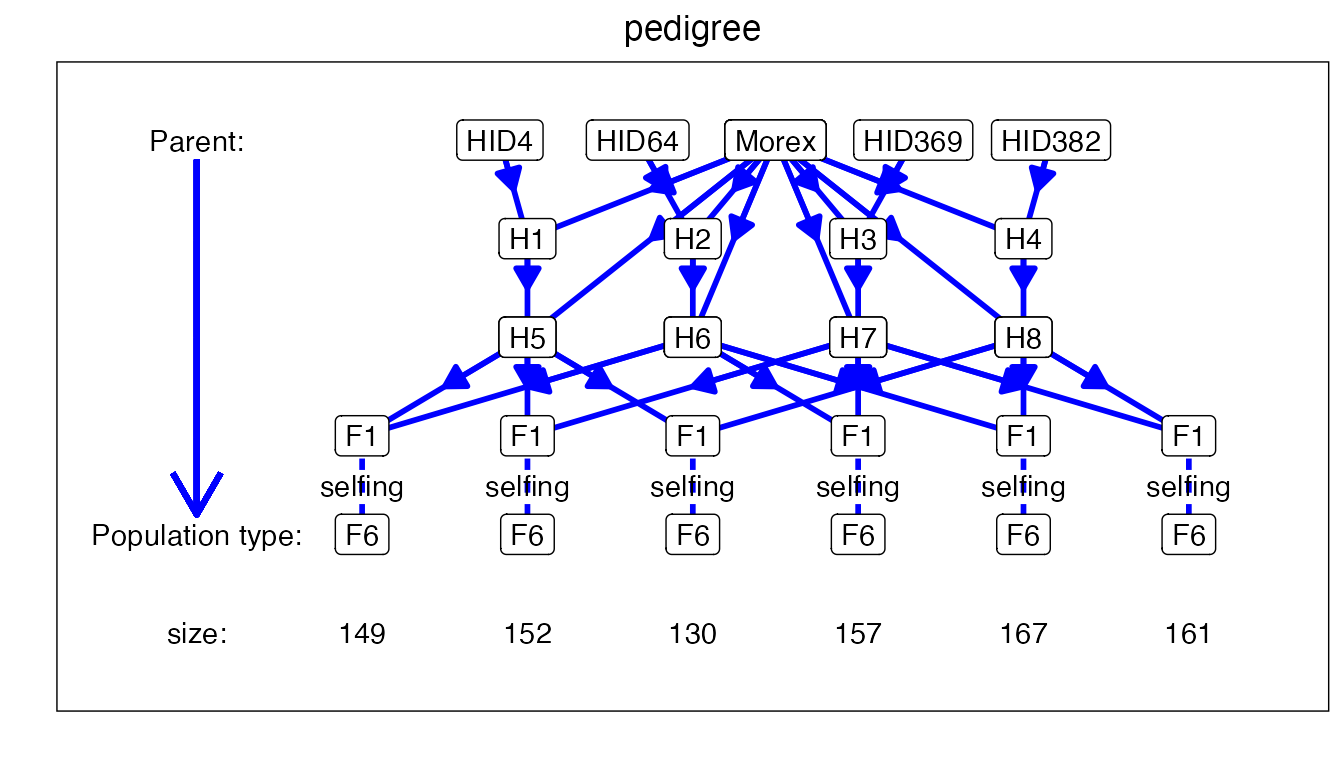 pedigree
Parent: HID4 HID64 Morex HID369 HID382
H1 H2 H3 H4
H5 H6 H7 H8
F1 F1 F1 F1 F1 F1
selfing selfing selfing selfing selfing selfing
Population type: F6 F6 F6 F6 F6 F6
size: 149 152 130 157 167 161